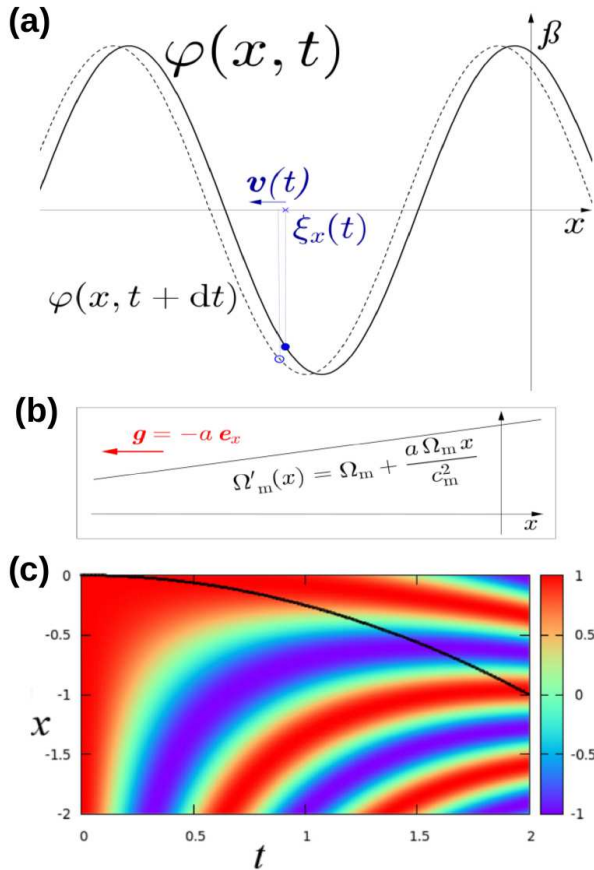 (a)
φ(x, t)
ß
v(t)
x
ξₓ(t)
φ(x, t + dt)
(b)
g = −a eₓ
Ω′ₘ(x) = Ωₘ + a Ωₘ x / c²ₘ
x
(c)
0
-0.5
-1
-1.5
-2
x
0
0.5
1
1.5
2
t
1
0.5
0
-0.5
-1